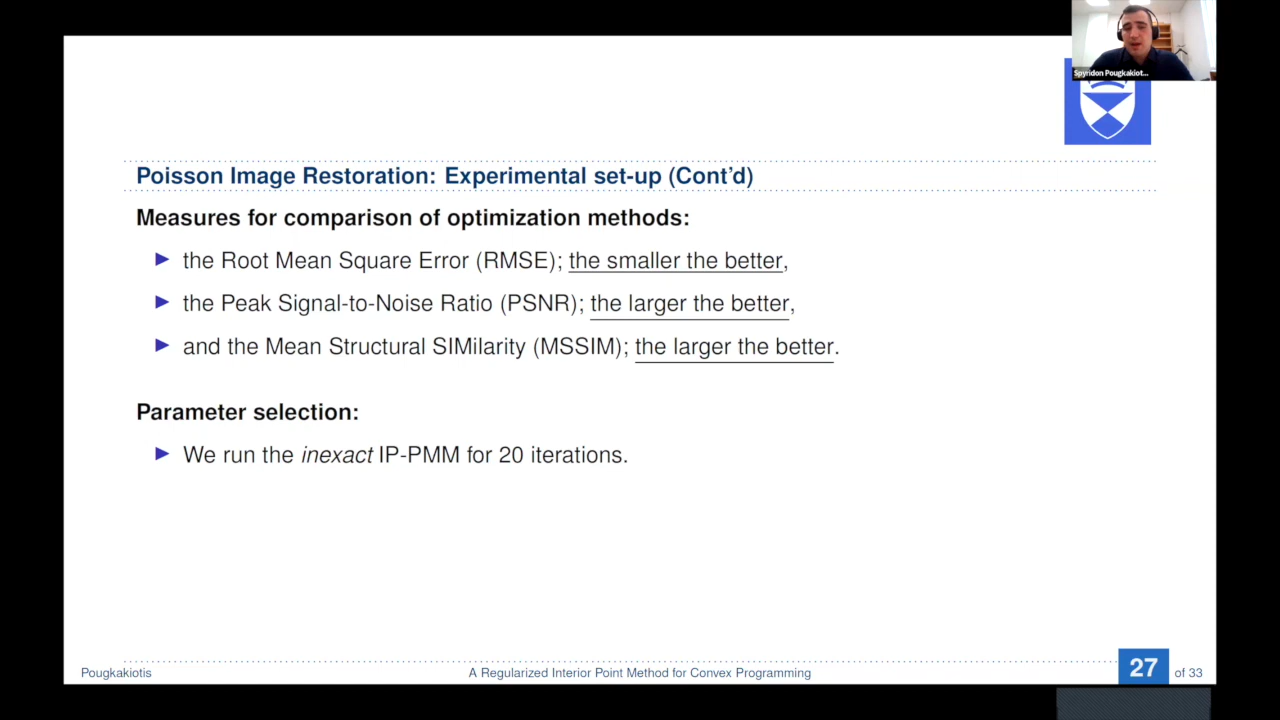 Spyridon Pougkakiot...
Poisson Image Restoration: Experimental set-up (Cont'd)
Measures for comparison of optimization methods:
the Root Mean Square Error (RMSE); the smaller the better,
the Peak Signal-to-Noise Ratio (PSNR); the larger the better,
and the Mean Structural SIMilarity (MSSIM); the larger the better.
Parameter selection:
We run the inexact IP-PMM for 20 iterations.
Pougkakiotis
A Regularized Interior Point Method for Convex Programming
27 of 33